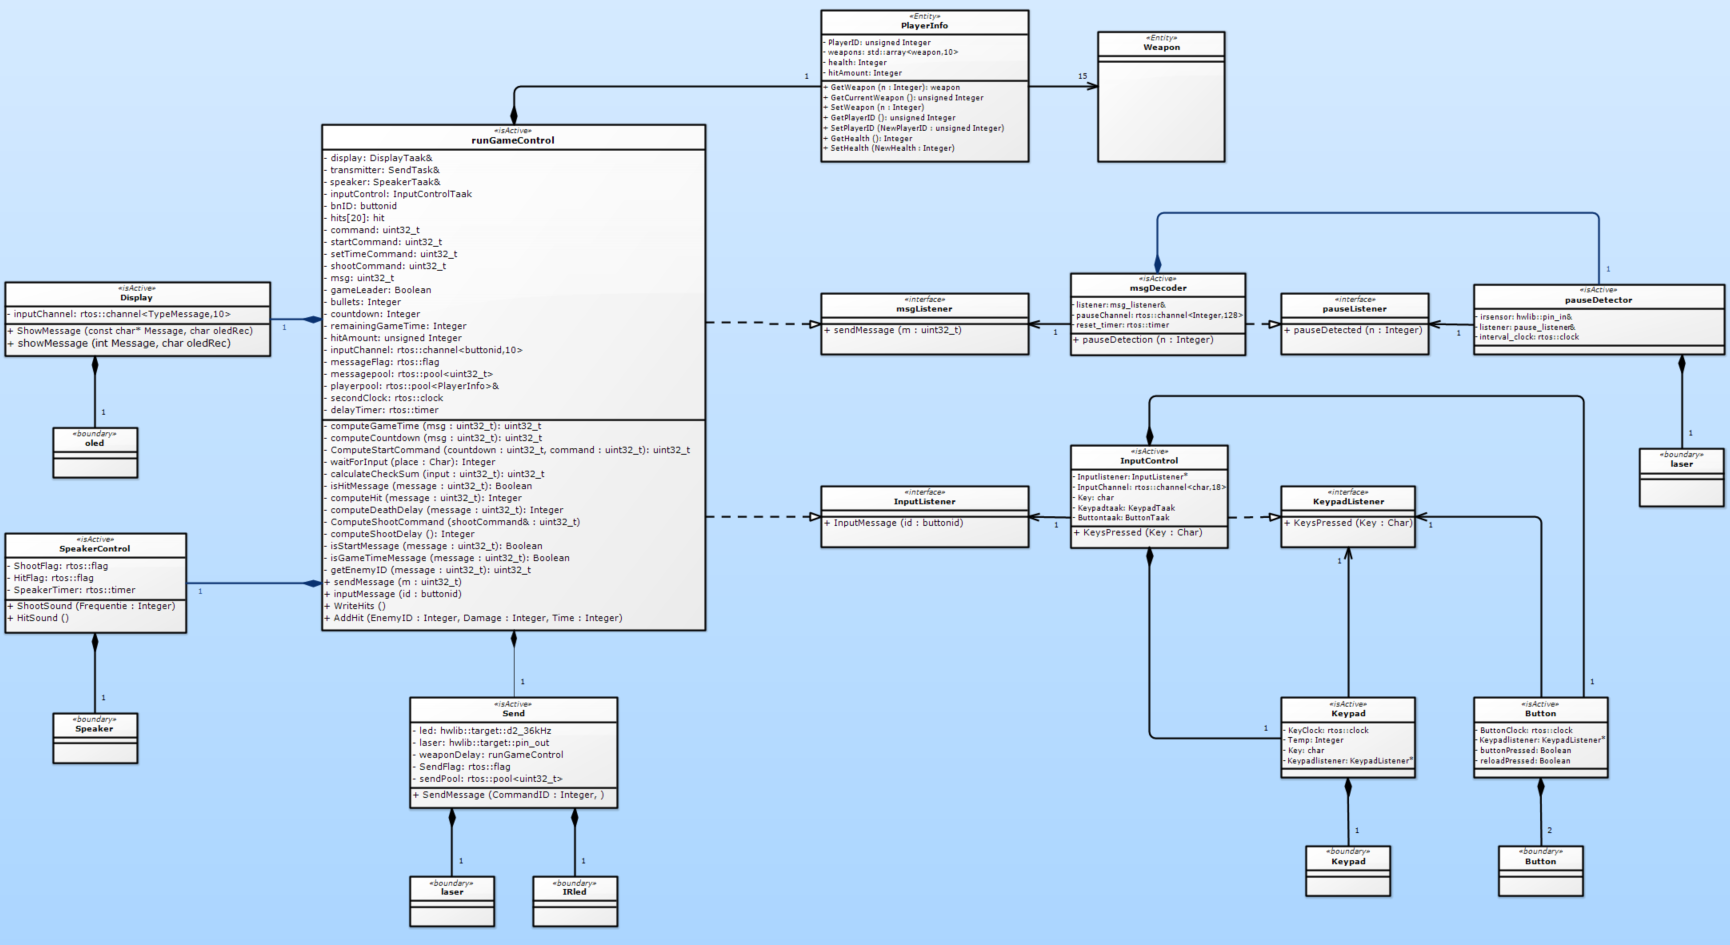 «Entity»
PlayerInfo
- PlayerID: unsigned Integer
- weapons: std::array<weapon,10>
- health: Integer
- hitAmount: Integer
+ GetWeapon (n : Integer): weapon
+ GetCurrentWeapon (): unsigned Integer
+ SetWeapon (n : Integer)
+ GetPlayerID (): unsigned Integer
+ SetPlayerID (NewPlayerID : unsigned Integer)
+ GetHealth (): Integer
+ SetHealth (NewHealth : Integer)
1
15
«Entity»
Weapon
«isActive»
runGameControl
- display: DisplayTaak&
- transmitter: SendTask&
- speaker: SpeakerTaak&
- inputControl: InputControlTaak
- bnID: buttonid
- hits[20]: hit
- command: uint32_t
- startCommand: uint32_t
- setTimeCommand: uint32_t
- shootCommand: uint32_t
- msg: uint32_t
- gameLeader: Boolean
- bullets: Integer
- countdown: Integer
- remainingGameTime: Integer
- hitAmount: unsigned Integer
- inputChannel: rtos::channel<buttonid,10>
- messageFlag: rtos::flag
- messagepool: rtos::pool<uint32_t>
- playerpool: rtos::pool<PlayerInfo>&
- secondClock: rtos::clock
- delayTimer: rtos::timer
- computeGameTime (msg : uint32_t): uint32_t
- computeCountdown (msg : uint32_t): uint32_t
- ComputeStartCommand (countdown : uint32_t, command : uint32_t): uint32_t
- waitForInput (place : Char): Integer
- calculateCheckSum (input : uint32_t): uint32_t
- isHitMessage (message : uint32_t): Boolean
- computeHit (message : uint32_t): Integer
- computeDeathDelay (message : uint32_t): Integer
- ComputeShootCommand (shootCommand& : uint32_t)
- computeShootDelay (): Integer
- isStartMessage (message : uint32_t): Boolean
- isGameTimeMessage (message : uint32_t): Boolean
- getEnemyID (message : uint32_t): uint32_t
+ sendMessage (m : uint32_t)
+ inputMessage (id : buttonid)
+ WriteHits ()
+ AddHit (EnemyID : Integer, Damage : Integer, Time : Integer)
«isActive»
Display
- inputChannel: rtos::channel<TypeMessage,10>
+ ShowMessage (const char* Message, char oledRec)
+ showMessage (int Message, char oledRec)
1
1
«boundary»
oled
«isActive»
SpeakerControl
- ShootFlag: rtos::flag
- HitFlag: rtos::flag
- SpeakerTimer: rtos::timer
+ ShootSound (Frequentie : Integer)
+ HitSound ()
1
1
«boundary»
Speaker
1
«isActive»
Send
- led: hwlib::target::d2_36kHz
- laser: hwlib::target::pin_out
- weaponDelay: runGameControl
- SendFlag: rtos::flag
- sendPool: rtos::pool<uint32_t>
+ SendMessage (CommandID : Integer, )
1
1
«boundary»
laser
«boundary»
IRled
«interface»
msgListener
+ sendMessage (m : uint32_t)
1
«isActive»
msgDecoder
- listener: msg_listener&
- pauseChannel: rtos::channel<Integer,128>
- reset_timer: rtos::timer
+ pauseDetection (n : Integer)
«interface»
pauseListener
+ pauseDetected (n : Integer)
1
1
«isActive»
pauseDetector
- irsensor: hwlib::pin_in&
- listener: pause_listener&
- interval_clock: rtos::clock
1
«boundary»
laser
«interface»
InputListener
+ InputMessage (id : buttonid)
1
«isActive»
InputControl
- Inputlistener: InputListener*
- InputChannel: rtos::channel<char,18>
- Key: char
- Keypadtaak: KeypadTaak
- Buttontaak: ButtonTaak
+ KeysPressed (Key : Char)
«interface»
KeypadListener
+ KeysPressed (Key : Char)
1
1
1
1
«isActive»
Keypad
- KeyClock: rtos::clock
- Temp: Integer
- Key: char
- Keypadlistener: KeypadListener*
1
«boundary»
Keypad
«isActive»
Button
- ButtonClock: rtos::clock
- Keypadlistener: KeypadListener*
- buttonPressed: Boolean
- reloadPressed: Boolean
2
«boundary»
Button